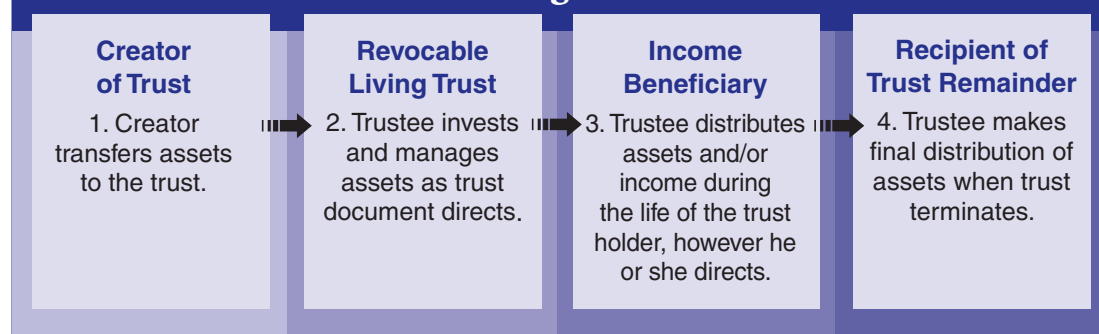 Creator
of Trust
1. Creator
transfers assets
to the trust.
Revocable
Living Trust
2. Trustee invests
and manages
assets as trust
document directs.
Income
Beneficiary
3. Trustee distributes
assets and/or
income during
the life of the trust
holder, however he
or she directs.
Recipient of
Trust Remainder
4. Trustee makes
final distribution of
assets when trust
terminates.